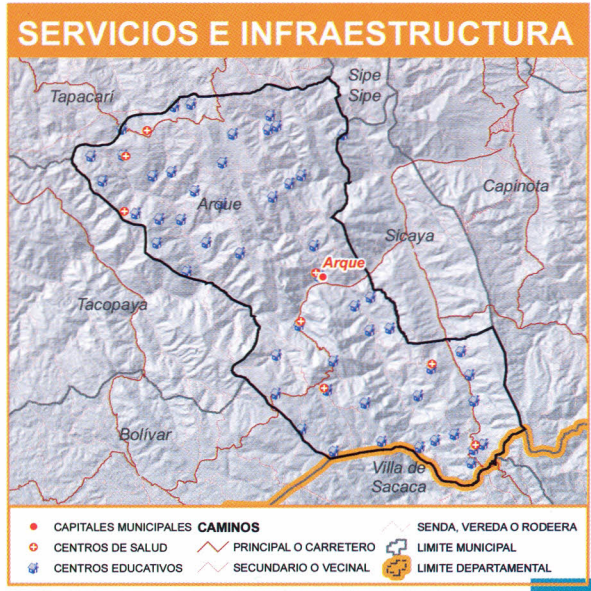 SERVICIOS E INFRAESTRUCTURA
Sipe
Sipe
Tapacarí
Capinota
Arque
Sicaya
Arque
Tacopaya
Bolívar
Villa de
Sacaca
CAPITALES MUNICIPALES
CENTROS DE SALUD
CENTROS EDUCATIVOS
CAMINOS
PRINCIPAL O CARRETERO
SECUNDARIO O VECINAL
SENDA, VEREDA O RODEERA
LIMITE MUNICIPAL
LIMITE DEPARTAMENTAL